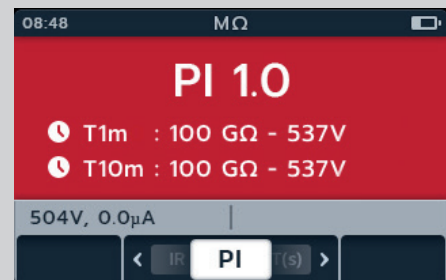 08:48 MΩ
PI 1.0
T1m : 100 GΩ - 537V
T10m : 100 GΩ - 537V
504V, 0.0µA
< IR PI T(s) >